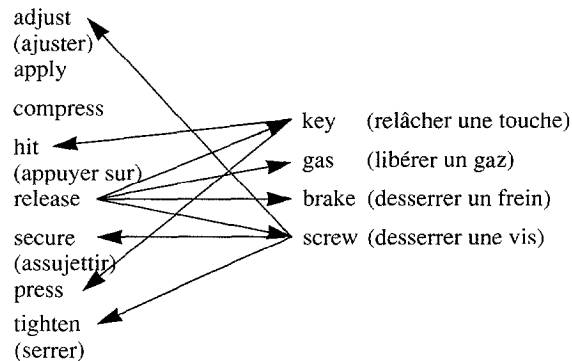 adjust
(ajuster)
apply
compress
hit
(appuyer sur)
release
secure
(assujettir)
press
tighten
(serrer)
key (relâcher une touche)
gas (libérer un gaz)
brake (desserrer un frein)
screw (desserrer une vis)